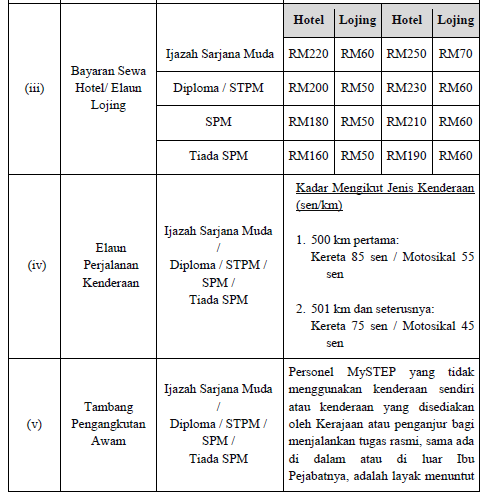 Hotel Lojing Hotel Lojing
(iii)
Bayaran Sewa
Hotel/ Elaun
Lojing
Ijazah Sarjana Muda RM220 RM60 RM250 RM70
Diploma / STPM RM200 RM50 RM230 RM60
SPM RM180 RM50 RM210 RM60
Tiada SPM RM160 RM50 RM190 RM60
(iv)
Elaun
Perjalanan
Kenderaan
Ijazah Sarjana Muda
/
Diploma / STPM /
SPM /
Tiada SPM
Kadar Mengikut Jenis Kenderaan
(sen/km)
1. 500 km pertama:
Kereta 85 sen / Motosikal 55
sen
2. 501 km dan seterusnya:
Kereta 75 sen / Motosikal 45
sen
(v)
Tambang
Pengangkutan
Awam
Ijazah Sarjana Muda
/
Diploma / STPM /
SPM /
Tiada SPM
Personel MySTEP yang tidak
menggunakan kenderaan sendiri
atau kenderaan yang disediakan
oleh Kerajaan atau penganjur bagi
menjalankan tugas rasmi, sama ada
di dalam atau di luar Ibu
Pejabatnya, adalah layak menuntut